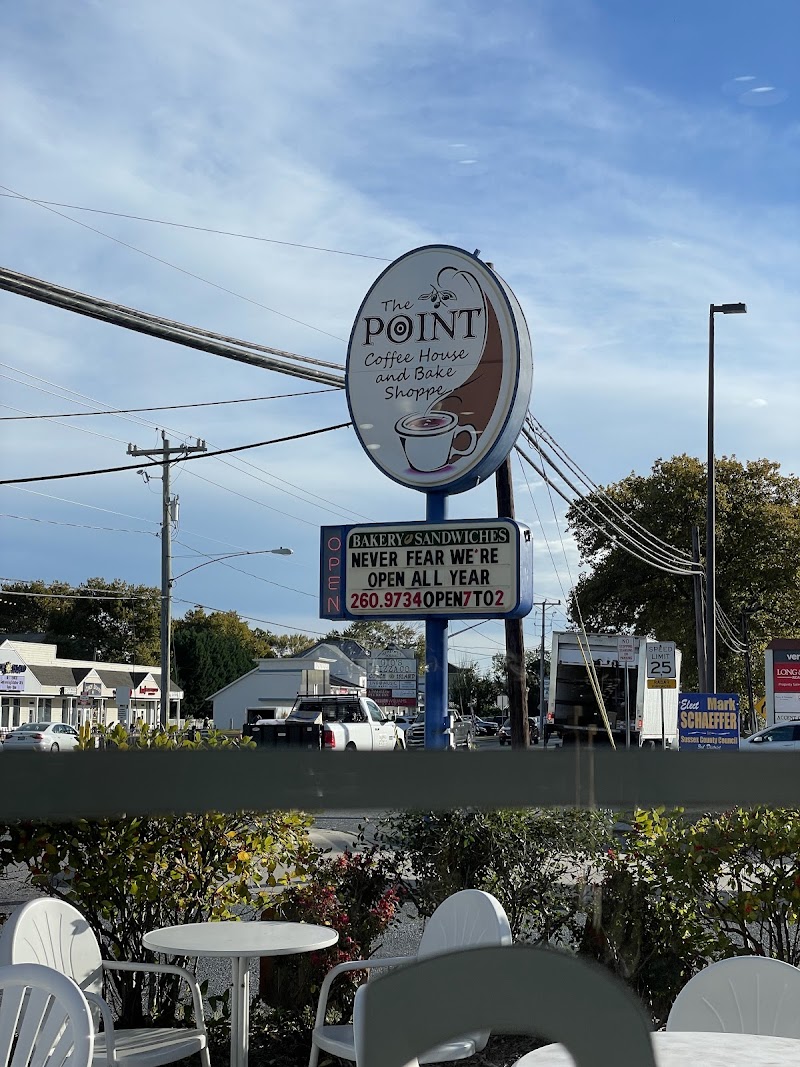 The
POINT
Coffee House
and Bake
Shoppe
OPEN
BAKERY SANDWICHES
NEVER FEAR WE'RE
OPEN ALL YEAR
260.9734 OPEN 7 TO 2
SPEED
LIMIT
25
Elect Mark
SCHAEFFER
Sussex County Council
LONG &